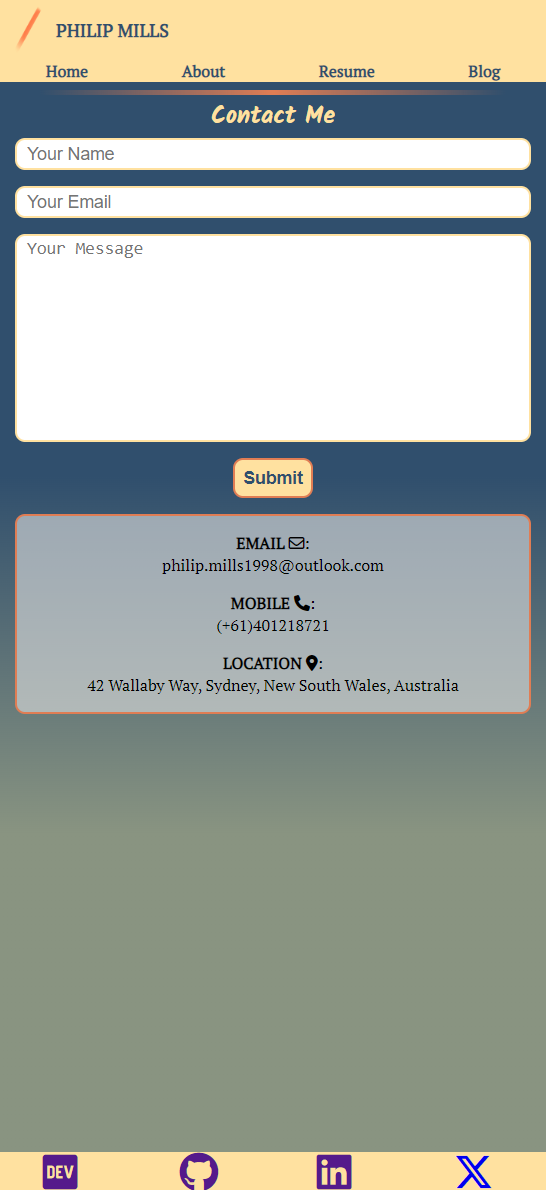 PHILIP MILLS
Home About Resume Blog
Contact Me
Your Name
Your Email
Your Message
Submit
EMAIL :
philip.mills1998@outlook.com
MOBILE :
(+61)401218721
LOCATION :
42 Wallaby Way, Sydney, New South Wales, Australia
DEV in X